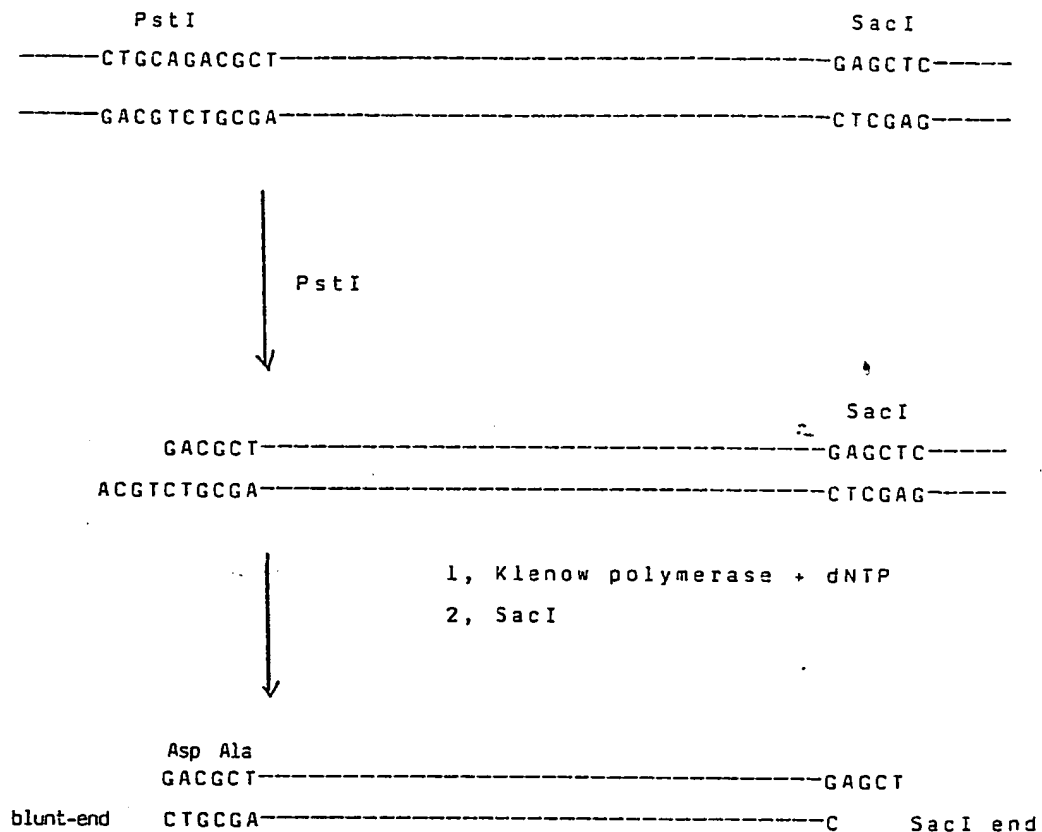 PstI SacI
-----CTGCAGACGCT-----------------------------------GAGCTC-----
-----GACGTCTGCGA-----------------------------------CTCGAG-----
PstI
SacI
GACGCT-----------------------------------GAGCTC-----
ACGTCTGCGA-----------------------------------CTCGAG-----
1, Klenow polymerase + dNTP
2, SacI
Asp Ala
GACGCT-----------------------------------GAGCT
blunt-end CTGCGA-----------------------------------C SacI end